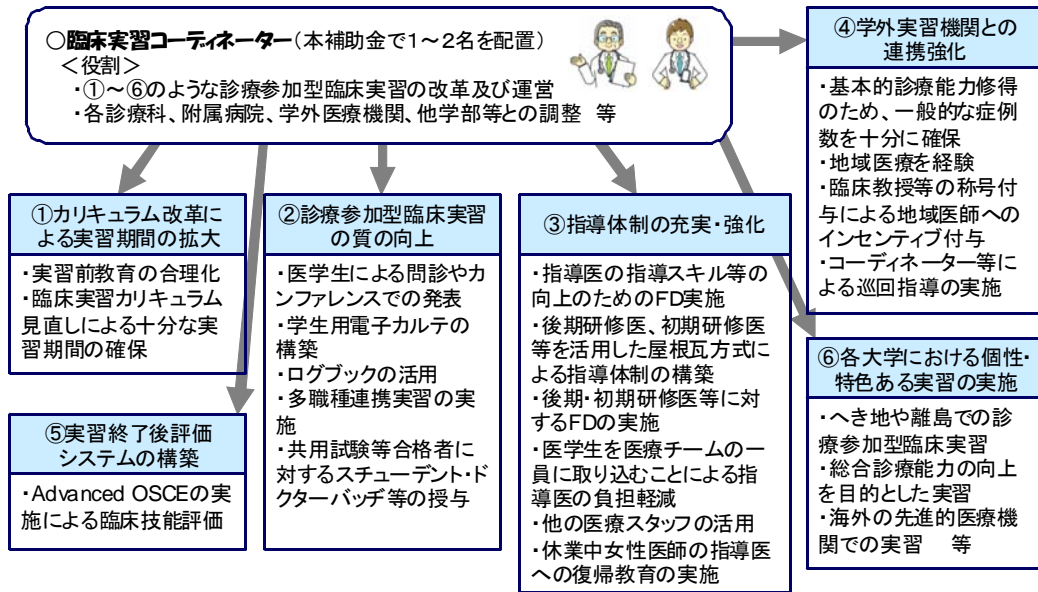 ○臨床実習コーディネーター(本補助金で1~2名を配置)
<役割>
・①~⑥のような診療参加型臨床実習の改革及び運営
・各診療科、附属病院、学外医療機関、他学部等との調整 等
①カリキュラム改革に
よる実習期間の拡大
・実習前教育の合理化
・臨床実習カリキュラム
見直しによる十分な実
習期間の確保
②診療参加型臨床実習
の質の向上
・医学生による問診やカ
ンファレンスでの発表
・学生用電子カルテの
構築
・ログブックの活用
・多職種連携実習の実
施
・共用試験等合格者に
対するスチューデント・ド
クターバッヂ等の授与
③指導体制の充実・強化
・指導医の指導スキル等の
向上のためのFD実施
・後期研修医、初期研修医
等を活用した屋根瓦方式に
よる指導体制の構築
・後期・初期研修医等に対
するFDの実施
・医学生を医療チームの一
員に取り込むことによる指
導医の負担軽減
・他の医療スタッフの活用
・休業中女性医師の指導医
への復帰教育の実施
④学外実習機関との
連携強化
・基本的診療能力修得
のため、一般的な症例
数を十分に確保
・地域医療を経験
・臨床教授等の称号付
与による地域医師への
インセンティブ付与
・コーディネーター等に
よる巡回指導の実施
⑤実習終了後評価
システムの構築
・Advanced OSCEの実
施による臨床技能評価
⑥各大学における個性・
特色ある実習の実施
・へき地や離島での診
療参加型臨床実習
・総合診療能力の向上
を目的とした実習
・海外の先進的医療機
関での実習 等